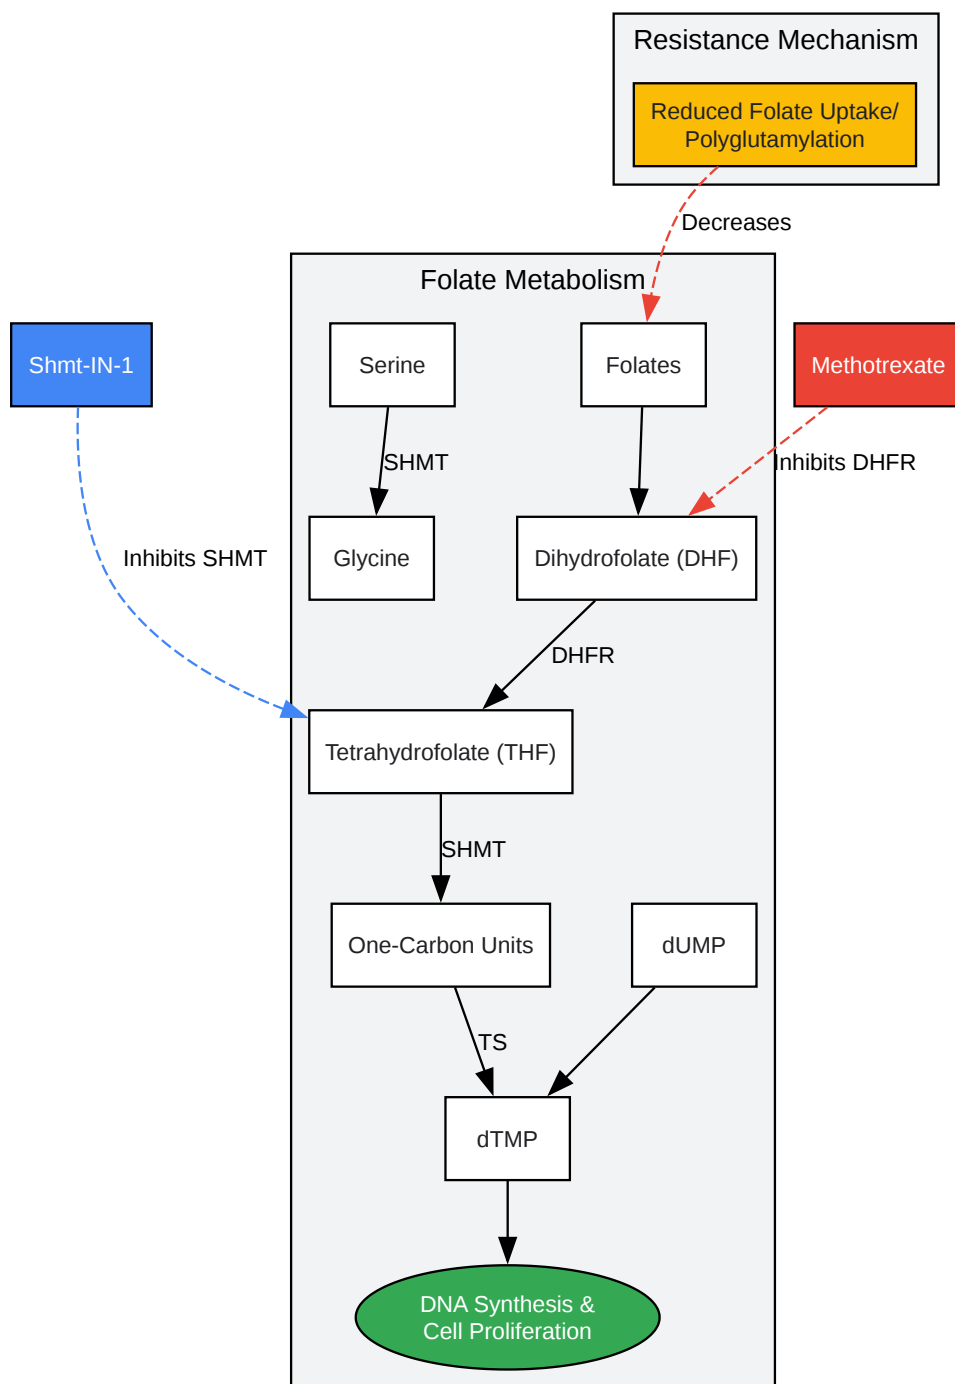 Resistance Mechanism
Reduced Folate Uptake/
Polyglutamylation
Decreases
Folate Metabolism
Shmt-IN-1
Serine
Folates
Methotrexate
SHMT
Inhibits DHFR
Inhibits SHMT
Glycine
Dihydrofolate (DHF)
DHFR
Tetrahydrofolate (THF)
SHMT
One-Carbon Units
dUMP
TS
dTMP
DNA Synthesis &
Cell Proliferation